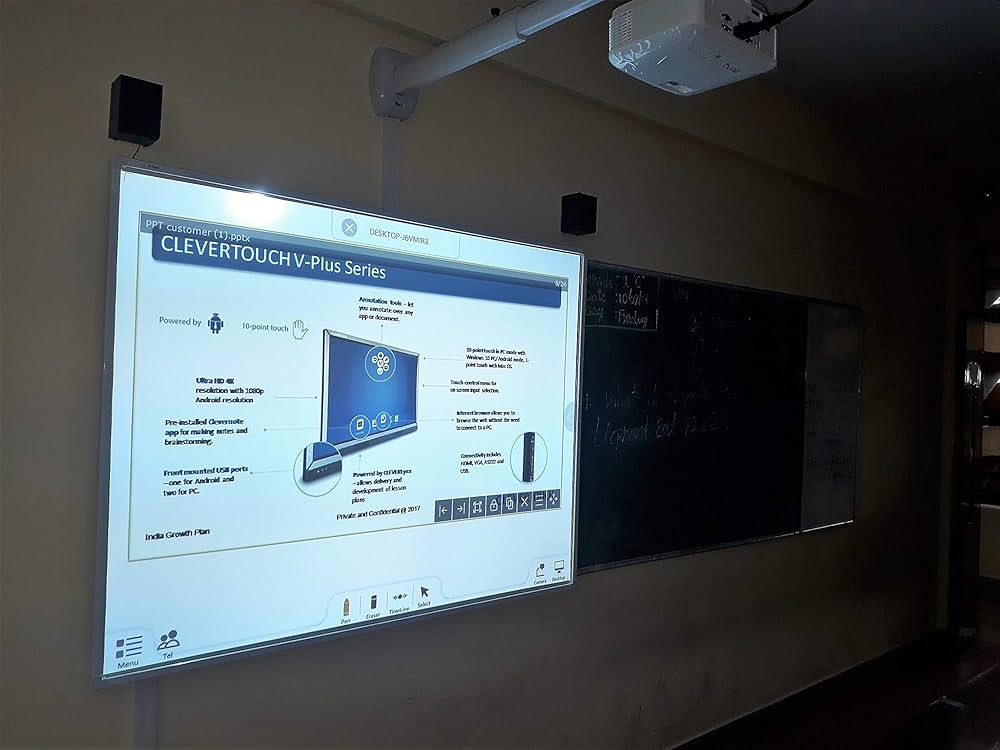 DESKTOP-J6VMIR3
PPT customer (1).pptx
8/24
CLEVERTOUCH V-Plus Series
Powered by
10-point touch
Annotation tools - let
you annotate over any
app or document.
Ultra HD 4K
resolution with 1080p
Android resolution
Pre-installed Clevernote
app for making notes and
brainstorming.
Front mounted USB ports
—one for Android and
two for PC.
10-point touch in PC mode with
Windows 10 PC/Android mode, 1-
point touch with Mac OS.
Touch control menu for
on screen input selection.
Internet browser allows you to
browse the web without the need
to connect to a PC.
Connectivity includes
HDMI, VGA, RS232 and
USB.
Powered by CLEVERLynx
—allows delivery and
development of lesson
plans
Private and Confidential @ 2017
India Growth Plan
Pen
Eraser
TimeLine
Select
Camera
Desktop
Menu
Tel
Date
Day